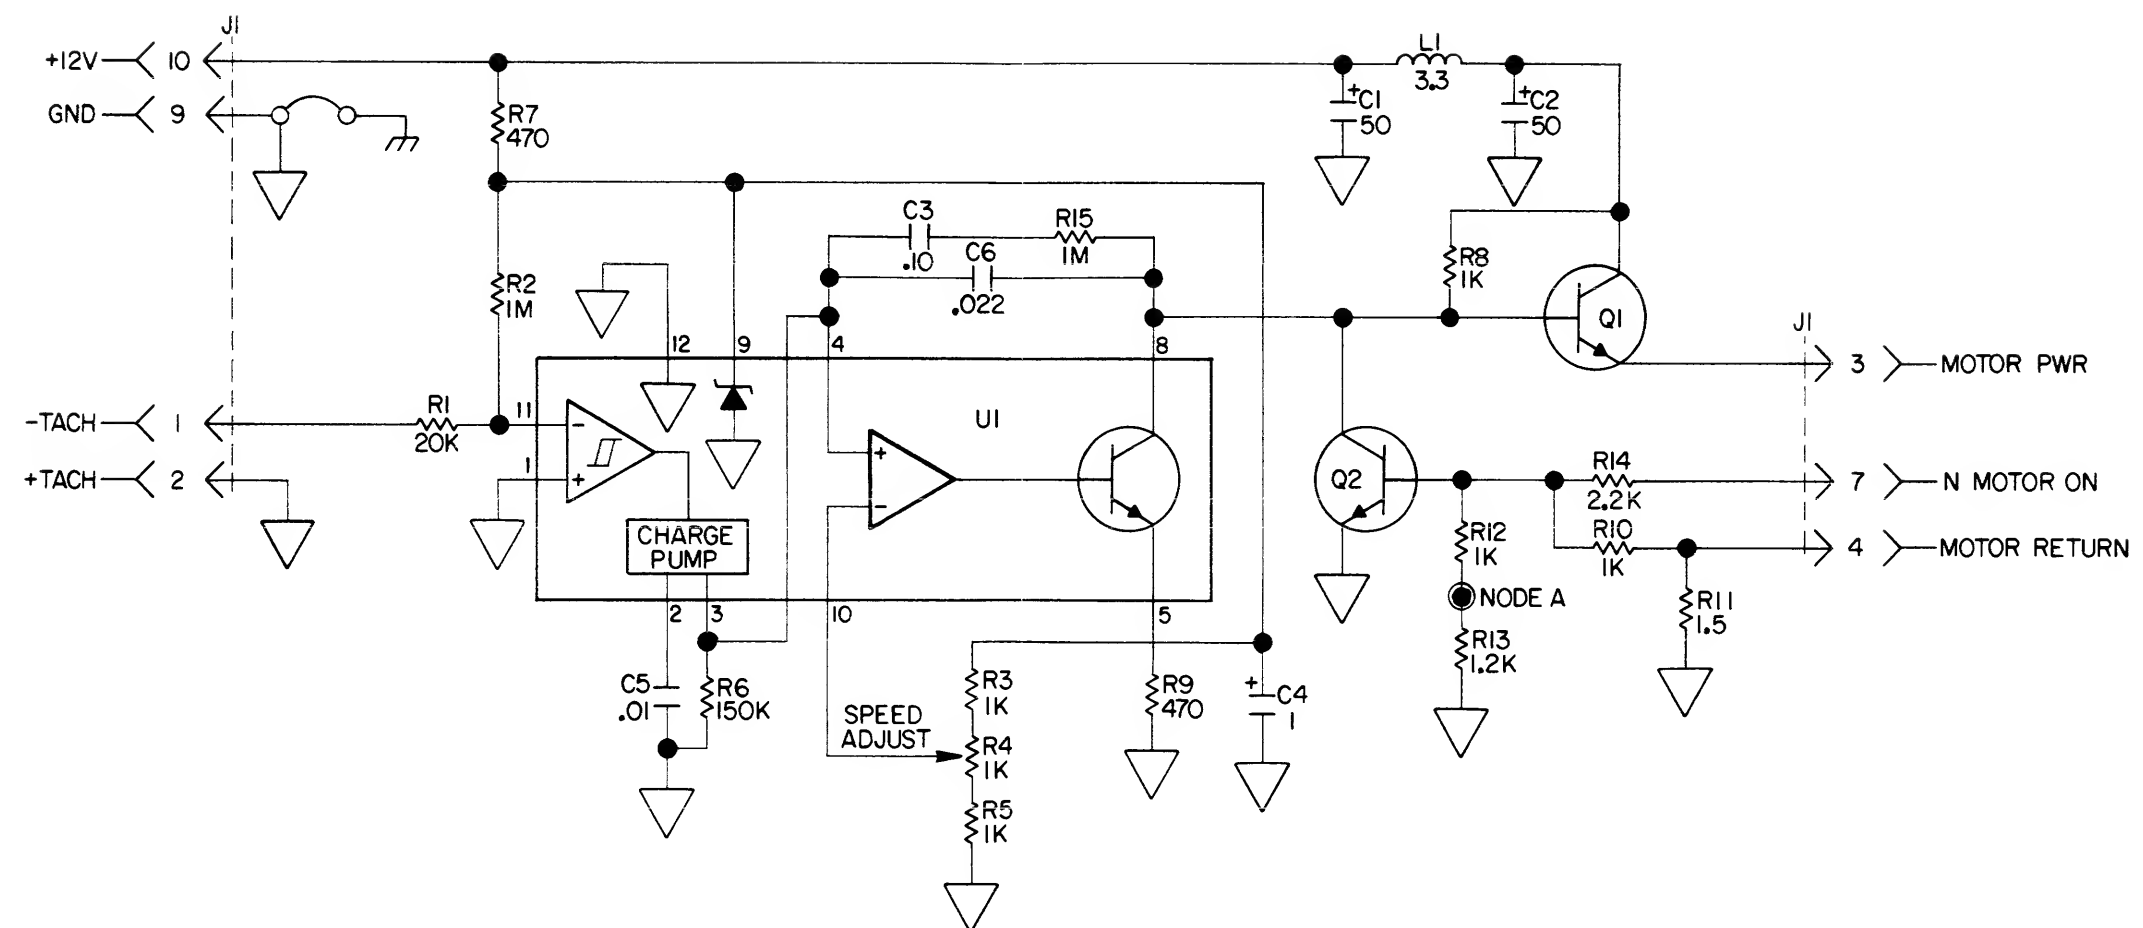 J1
+12V 10
GND 9
R7
470
L1
3.3
+C1
50
+C2
50
C3
.10
R15
1M
C6
.022
R8
1K
Q1
J1
3 MOTOR PWR
R2
1M
12 9 4 8
-TACH 1
R1
20K
11
-
+TACH 2
1
+
U1
+
-
CHARGE
PUMP
Q2
R14
2.2K
7 N MOTOR ON
R10
1K
4 MOTOR RETURN
R12
1K
NODE A
R11
1.5
R13
1.2K
2 3 10 5
C5
.01
R6
150K
SPEED
ADJUST
R3
1K
R4
1K
R5
1K
R9
470
+
C4
1